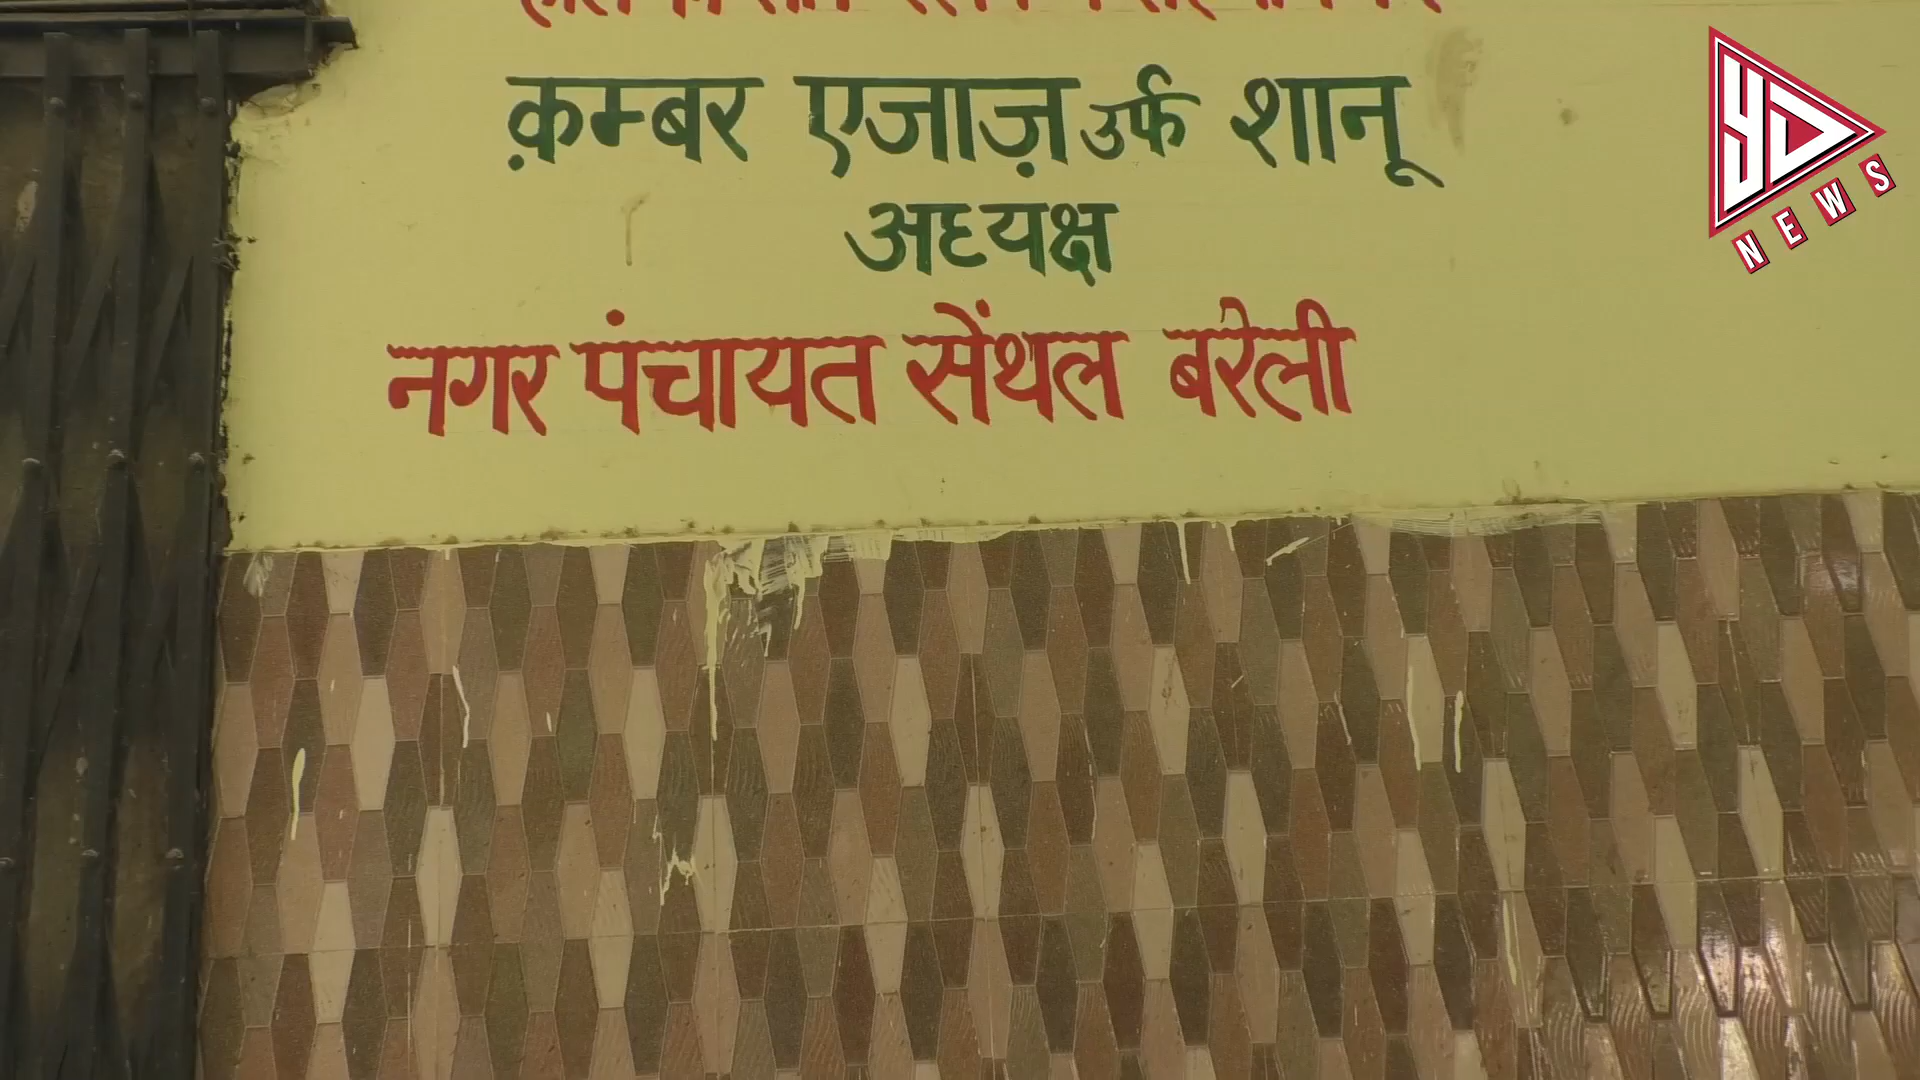 क़म्बर एजाज़ उर्फ शानू
अध्यक्ष
नगर पंचायत सेंथल बरेली
YD
NEWS